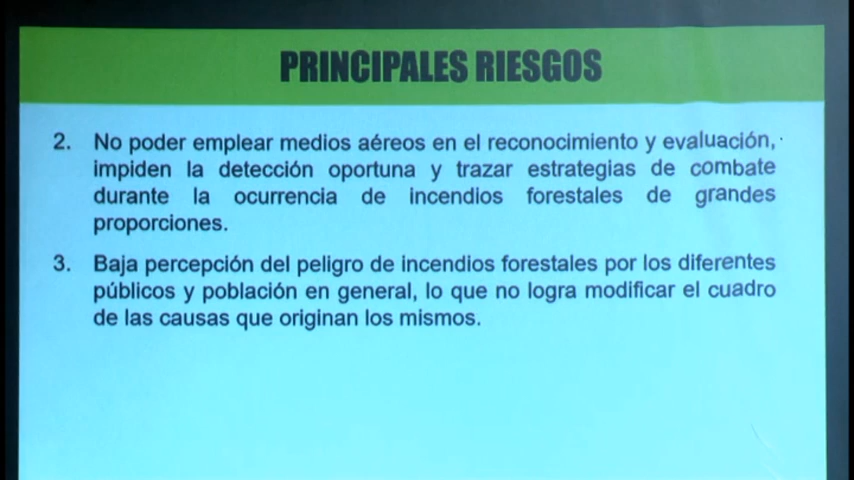 PRINCIPALES RIESGOS
2. No poder emplear medios aéreos en el reconocimiento y evaluación,
impiden la detección oportuna y trazar estrategias de combate
durante la ocurrencia de incendios forestales de grandes
proporciones.
3. Baja percepción del peligro de incendios forestales por los diferentes
públicos y población en general, lo que no logra modificar el cuadro
de las causas que originan los mismos.